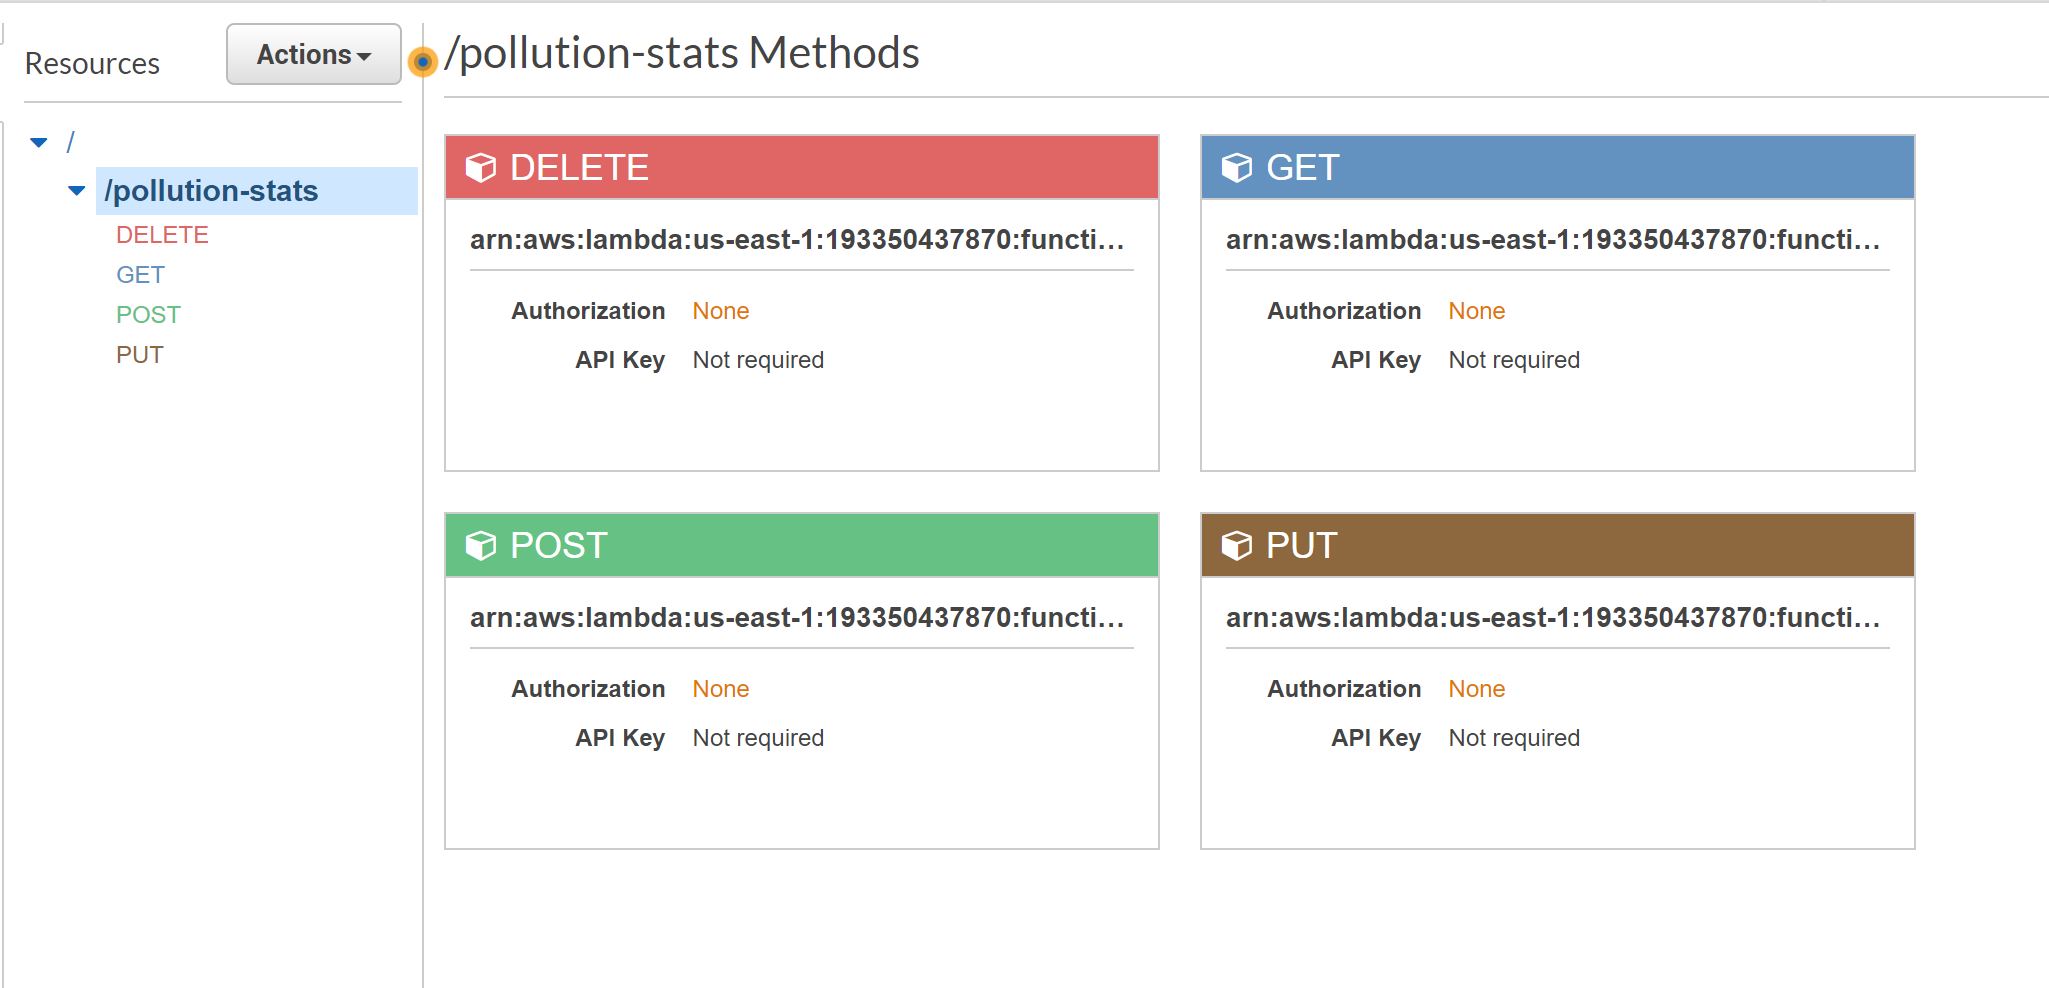 Resources
Actions
/
/pollution-stats
DELETE
GET
POST
PUT
/pollution-stats Methods
DELETE
arn:aws:lambda:us-east-1:193350437870:functi...
Authorization None
API Key Not required
GET
arn:aws:lambda:us-east-1:193350437870:functi...
Authorization None
API Key Not required
POST
arn:aws:lambda:us-east-1:193350437870:functi...
Authorization None
API Key Not required
PUT
arn:aws:lambda:us-east-1:193350437870:functi...
Authorization None
API Key Not required